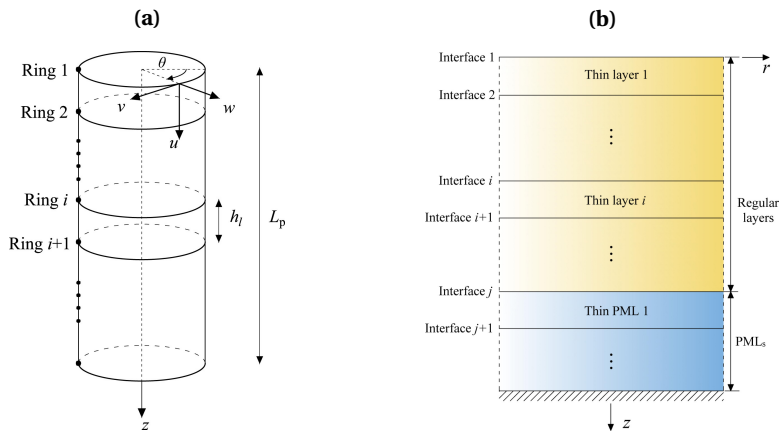 (a)
Ring 1
θ
v
w
Ring 2
u
Ring i
h_l
L_p
Ring i+1
z
(b)
Interface 1
r
Thin layer 1
Interface 2
Interface i
Thin layer i
Regular
layers
Interface i+1
Interface j
Thin PML 1
Interface j+1
PMLs
z